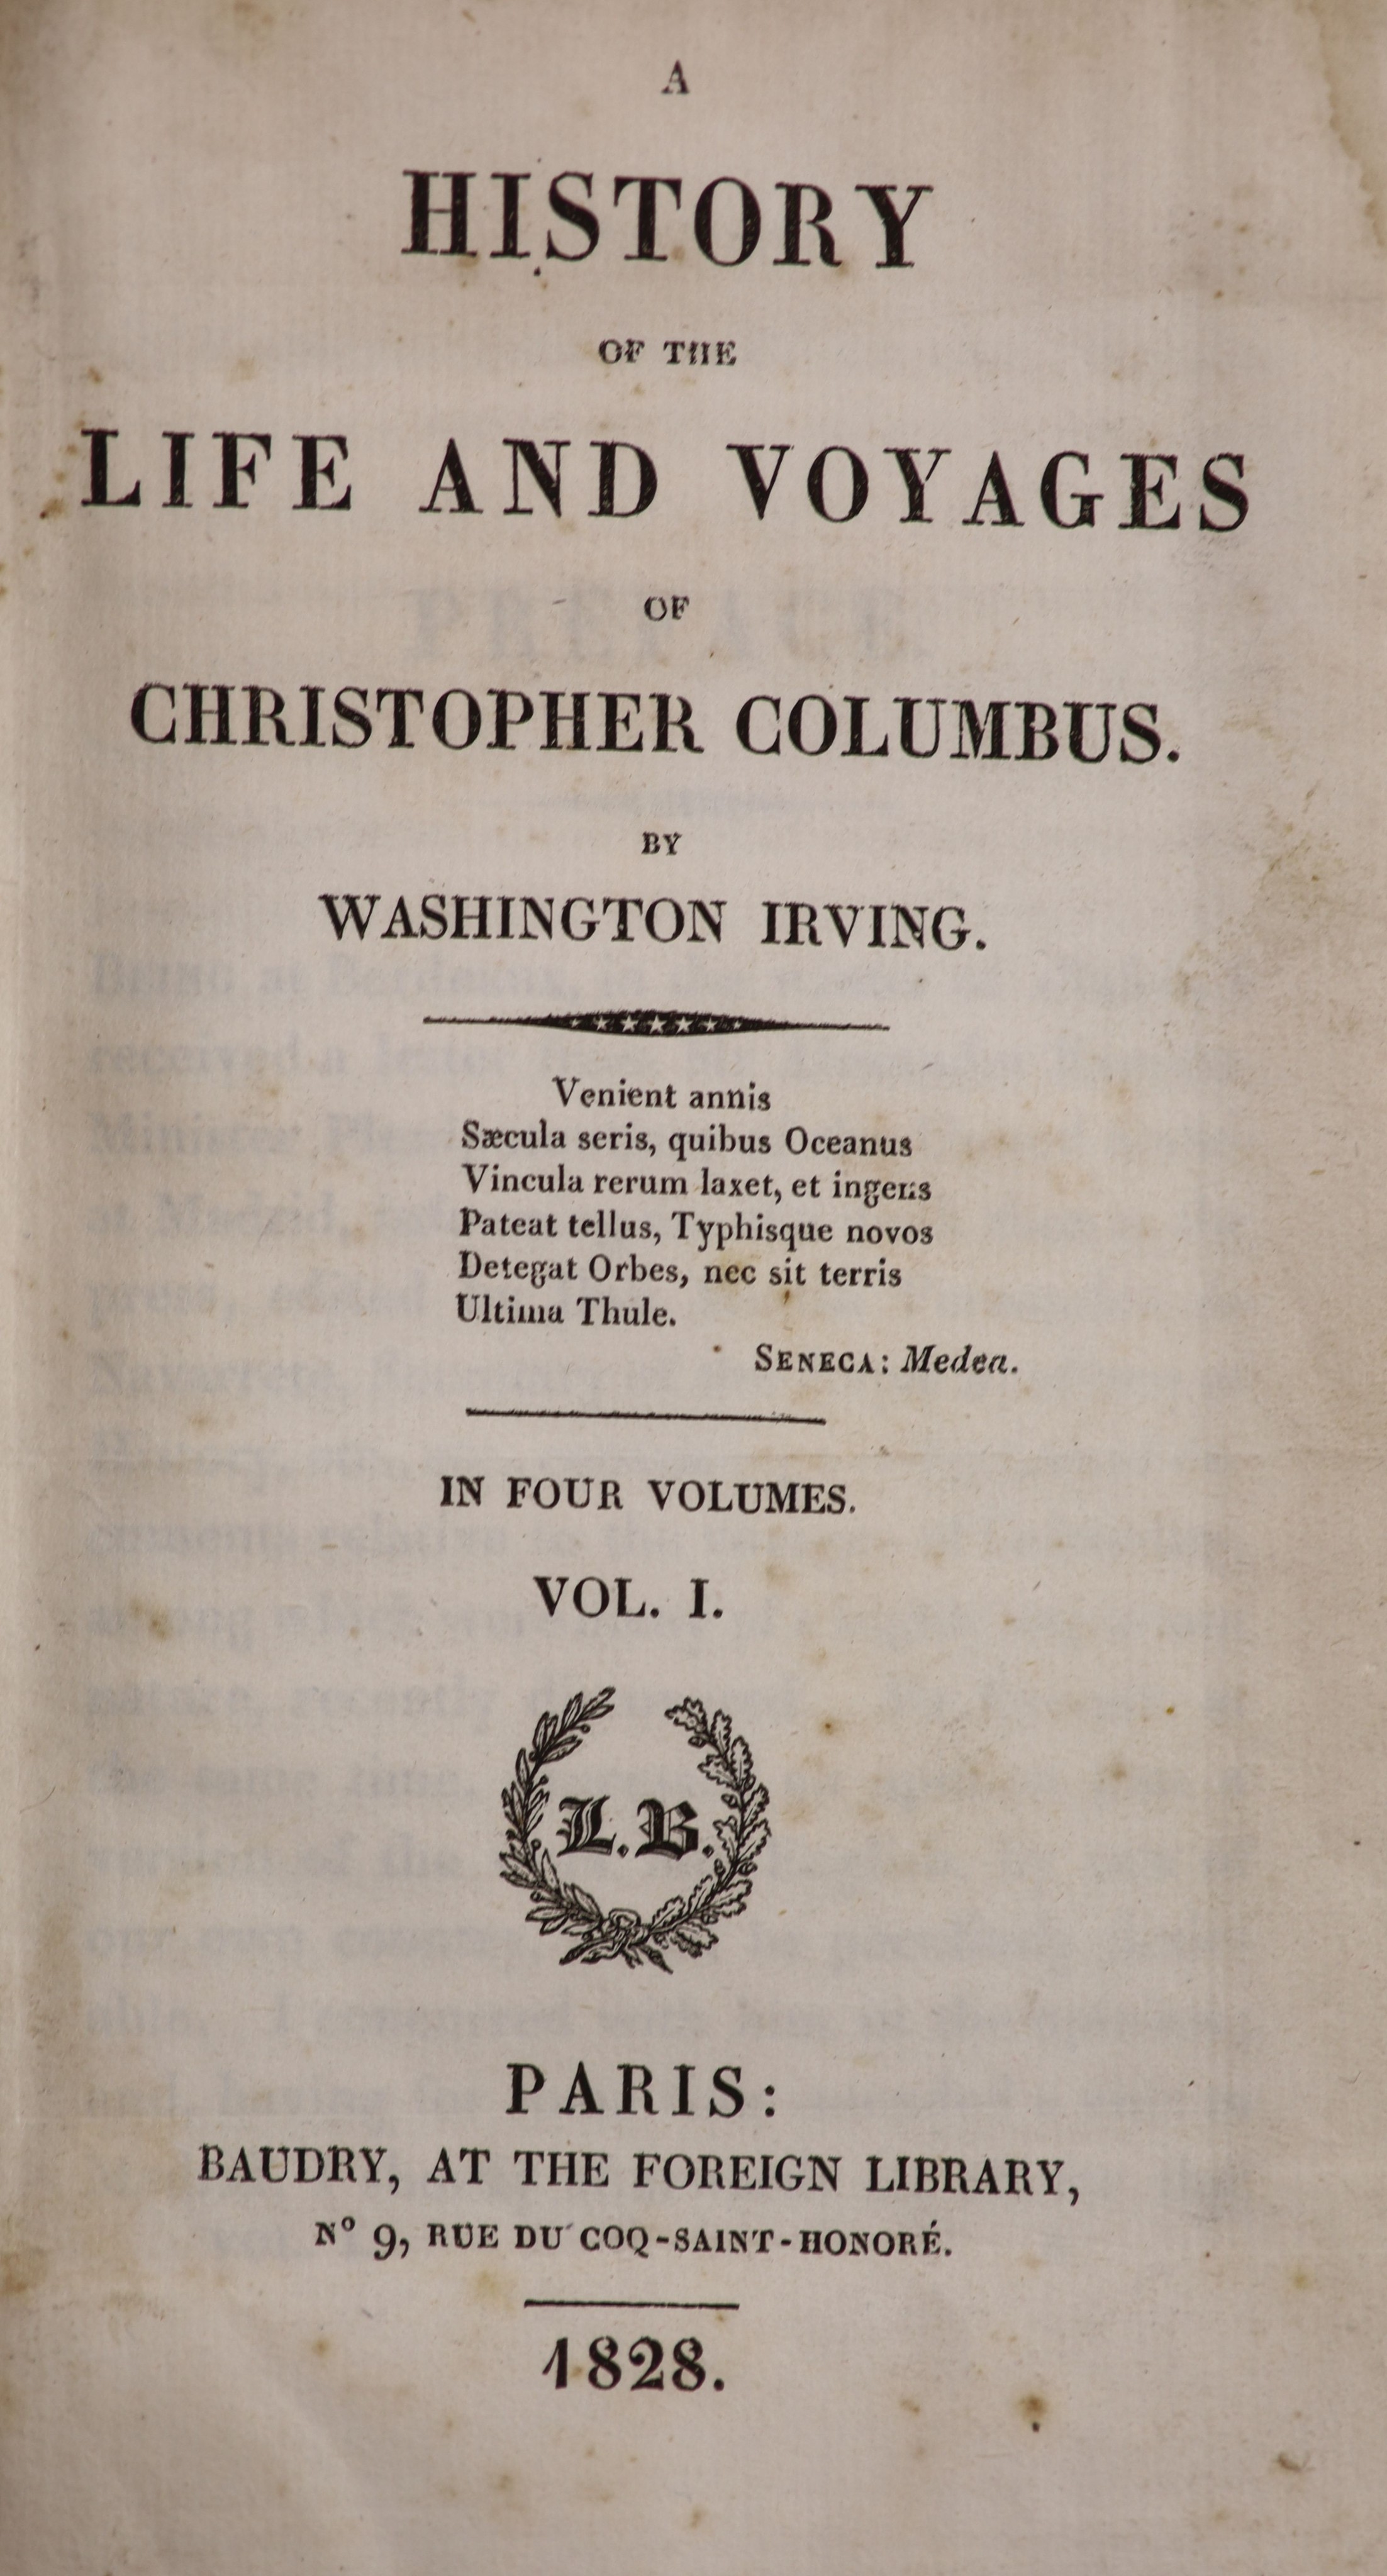 A
HISTORY
OF THE
LIFE AND VOYAGES
OF
CHRISTOPHER COLUMBUS.
BY
WASHINGTON IRVING.
Venient annis
Sæcula seris, quibus Oceanus
Vincula rerum laxet, et ingens
Pateat tellus, Typhisque novos
Detegat Orbes, nec sit terris
Ultima Thule.
SENECA: Medea.
IN FOUR VOLUMES.
VOL. I.
L. B.
PARIS:
BAUDRY, AT THE FOREIGN LIBRARY,
Nº 9, RUE DU COQ-SAINT-HONORÉ.
1828.